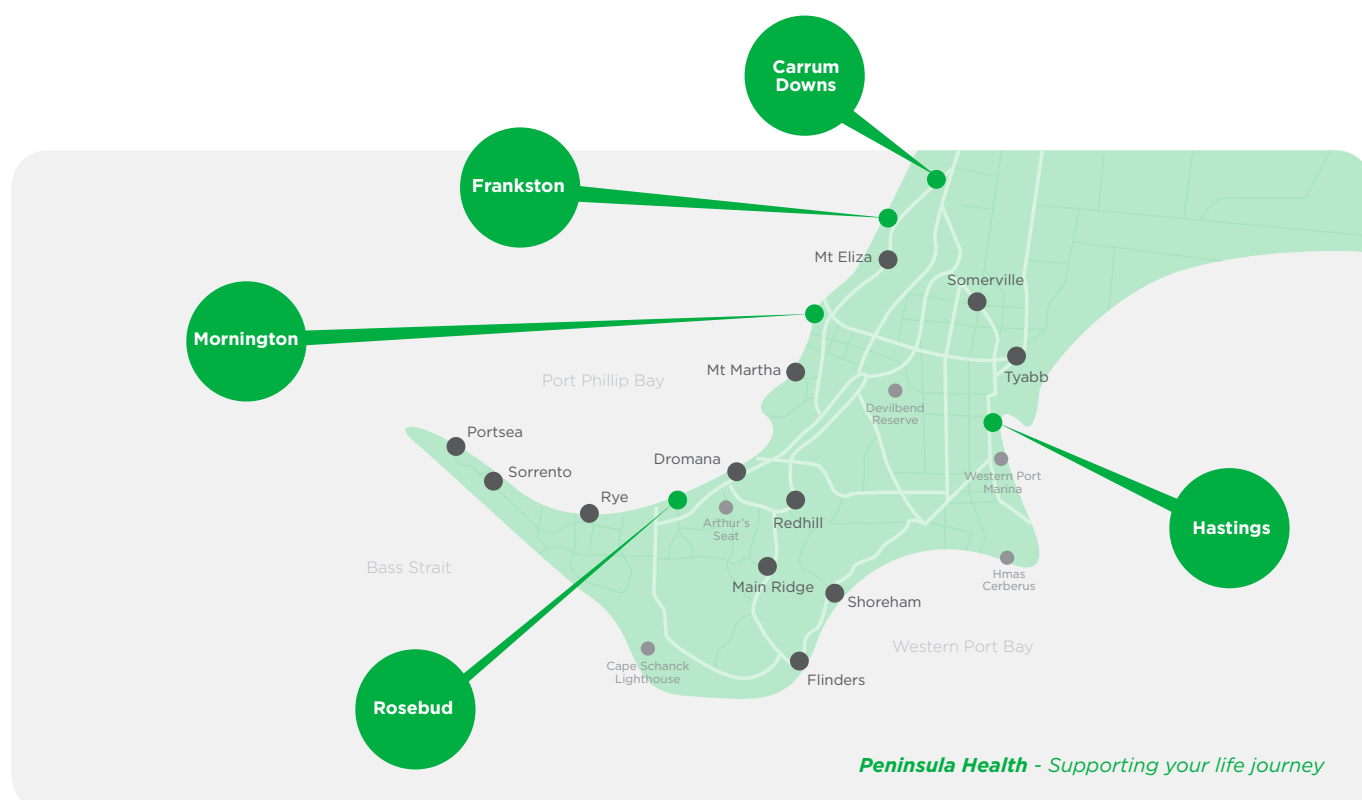 Carrum
Downs
Frankston
Mt Eliza
Somerville
Mornington
Mt Martha
Port Phillip Bay
Tyabb
Devilbend
Reserve
Portsea
Sorrento
Dromana
Western Port
Marina
Rye
Arthur's
Seat
Redhill
Hastings
Bass Strait
Hmas
Cerberus
Main Ridge
Shoreham
Western Port Bay
Cape Schanck
Lighthouse
Flinders
Rosebud
Peninsula Health - Supporting your life journey